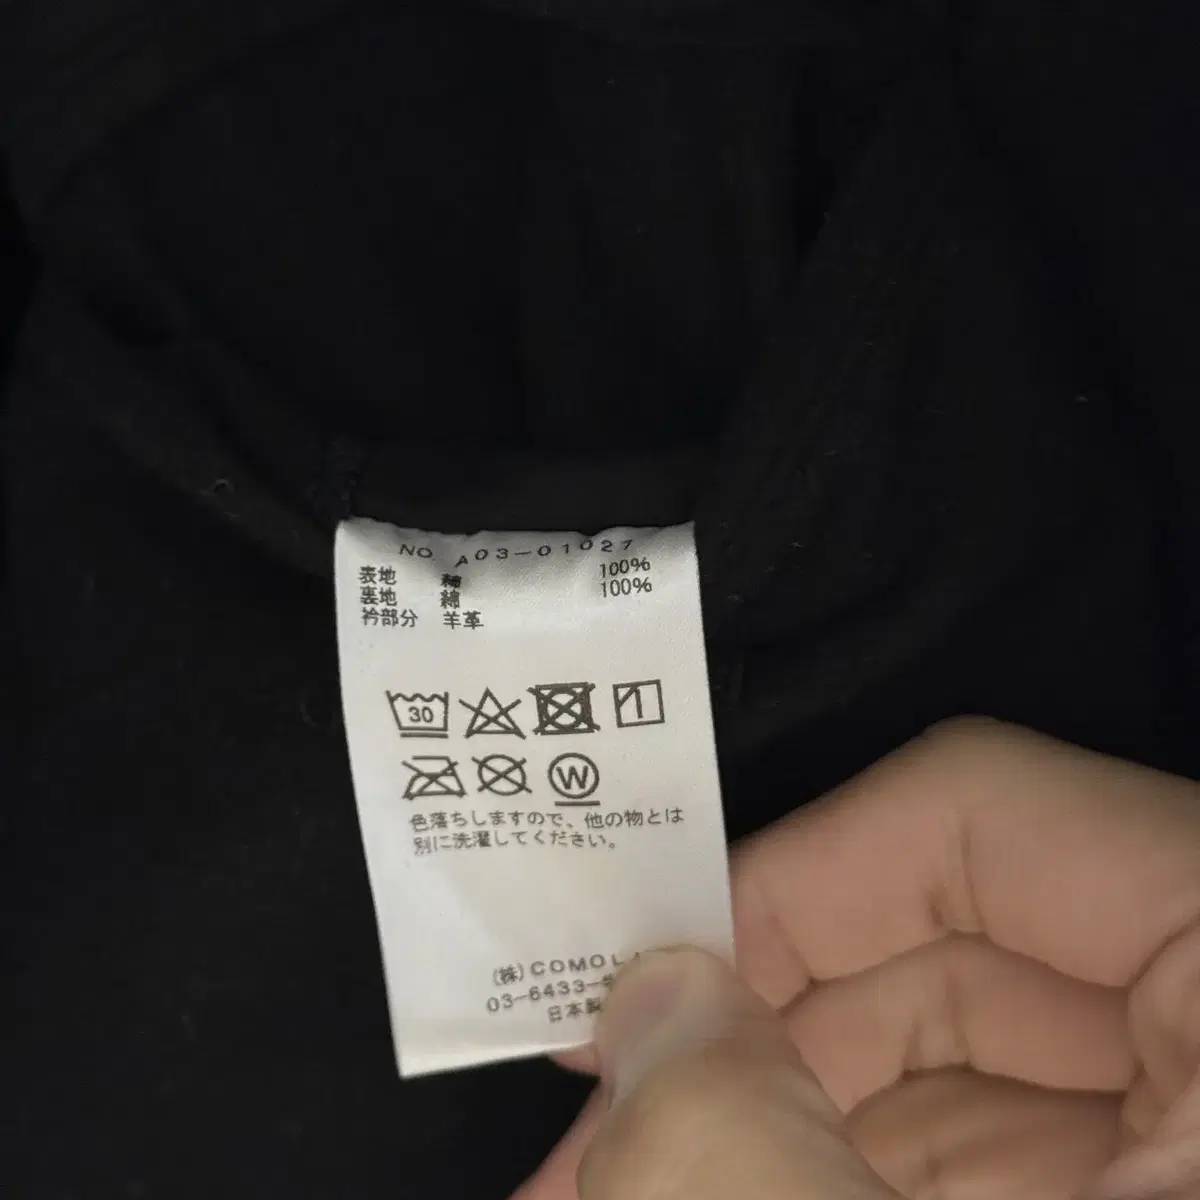 NO. A03-01027
表地 綿 100%
裏地 綿 100%
衿部分 羊革
30
W
色落ちしますので、他の物とは
別に洗濯してください。
(株)COMOL
03-6433-
日本製